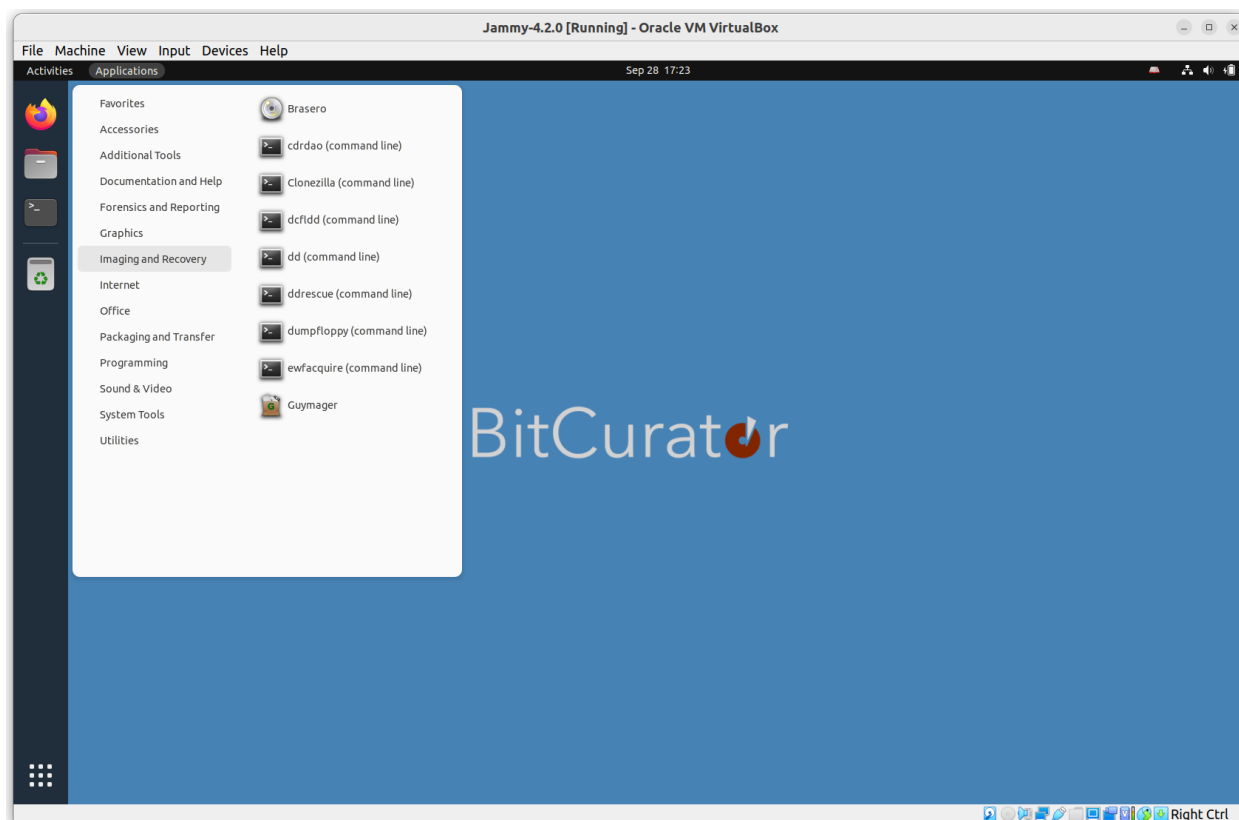 Jammy-4.2.0 [Running] - Oracle VM VirtualBox
File Machine View Input Devices Help
Activities Applications Sep 28 17:23
Favorites
Accessories
Additional Tools
Documentation and Help
Forensics and Reporting
Graphics
Imaging and Recovery
Internet
Office
Packaging and Transfer
Programming
Sound & Video
System Tools
Utilities
Brasero
cdrdao (command line)
Clonezilla (command line)
dcfldd (command line)
dd (command line)
ddrescue (command line)
dumpfloppy (command line)
ewfacquire (command line)
Guymager
BitCurator
Right Ctrl